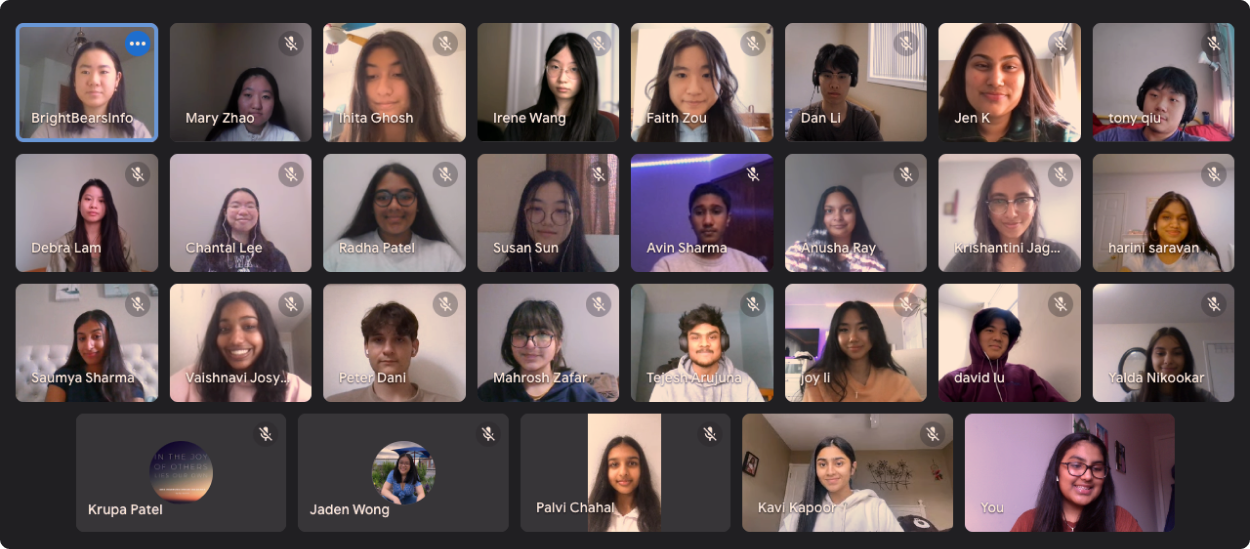 BrightBearsInfo
Mary Zhao
Ihita Ghosh
Irene Wang
Faith Zou
Dan Li
Jen K
tony qiu
Debra Lam
Chantal Lee
Radha Patel
Susan Sun
Avin Sharma
Anusha Ray
Krishantini Jag...
harini saravan
Saumya Sharma
Vaishnavi Josy...
Peter Dani
Mahrosh Zafar
Tejesh Arujuna
joy li
david lu
Yalda Nikookar
IN THE JOY
OF OTHERS
Krupa Patel
Jaden Wong
Palvi Chahal
Kavi Kapoor
You